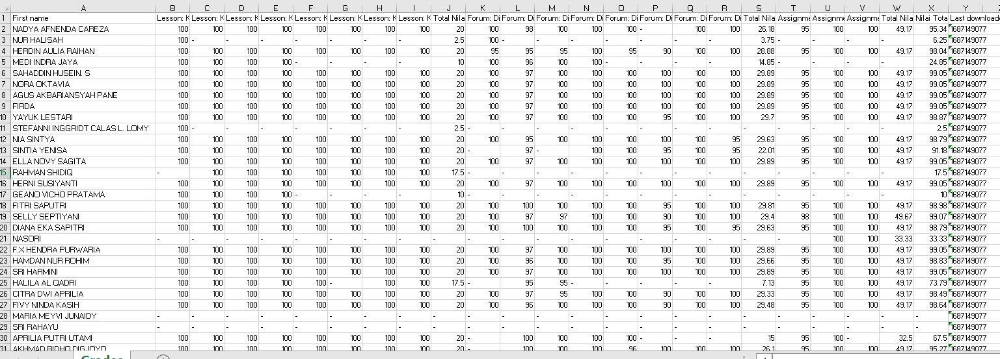 A B C D E F G H I J K L M N O P Q R S T U V W X Y
1 First name Lesson: K Lesson: K Lesson: K Lesson: K Lesson: K Lesson: K Lesson: K Lesson: K Total Nila Forum: Di Forum: Di Forum: Di Forum: Di Forum: Di Forum: Di Forum: Di Forum: Di Total Nila Assignme Assignme Assignme Total Nila Nilai Tota Last downloade
2 NADYA AFNENDA CAREZA 100 100 100 100 100 100 100 100 20 100 98 100 100 100 - 100 100 26.18 95 100 100 49.17 95.34 1687149077
3 NUR HALISAH 100 - - - - - - - 2.5 100 - - - - - - - 3.75 - - - - 6.25 1687149077
4 HERDIN AULIA RAIHAN 100 100 100 100 100 100 100 100 20 95 95 95 100 95 90 100 100 28.88 95 100 100 49.17 98.04 1687149077
5 MEDI INDRA JAYA 100 100 100 100 - - - - 10 100 96 100 100 - - - - 14.85 - - - - 24.85 1687149077
6 SAHADDIN HUSEIN. S 100 100 100 100 100 100 100 100 20 100 97 100 100 100 100 100 100 29.89 95 100 100 49.17 99.05 1687149077
7 NORA OKTAVIA 100 100 100 100 100 100 100 100 20 100 97 100 100 100 100 100 100 29.89 95 100 100 49.17 99.05 1687149077
8 AGUS AKBARIANSYAH PANE 100 100 100 100 100 100 100 100 20 100 97 100 100 100 100 100 100 29.89 95 100 100 49.17 99.05 1687149077
9 FIRDA 100 100 100 100 100 100 100 100 20 100 97 100 100 100 100 100 100 29.89 95 100 100 49.17 99.05 1687149077
10 YAYUK LESTARI 100 100 100 100 100 100 100 100 20 100 97 100 100 100 95 100 100 29.7 95 100 100 49.17 98.87 1687149077
11 STEFANNI INGGRIDT CALAS L. LOMY 100 - - - - - - - 2.5 - - - - - - - - - - - - - 2.5 1687149077
12 NIA SINTYA 100 100 100 100 100 100 100 100 20 100 95 100 100 100 100 100 95 29.63 95 100 100 49.17 98.79 1687149077
13 SINTIA YENISA 100 100 100 100 100 100 100 100 20 - 97 - 100 100 95 100 95 22.01 95 100 100 49.17 91.18 1687149077
14 ELLA NOVY SAGITA 100 100 100 100 100 100 100 100 20 100 97 100 100 100 100 100 100 29.89 95 100 100 49.17 99.05 1687149077
15 RAHMAN SHIDIQ - 100 100 100 100 100 100 100 17.5 - - - - - - - - - - - - - 17.5 1687149077
16 HERNI SUSIYANTI 100 100 100 100 100 100 100 100 20 100 97 100 100 100 100 100 100 29.89 95 100 100 49.17 99.05 1687149077
17 GEANO VICHO PRATAMA 100 100 100 100 - - - - 10 - - - - - - - - - - - - - 10 1687149077
18 FITRI SAPUTRI 100 100 100 100 100 100 100 100 20 100 100 100 100 100 95 100 100 29.81 95 100 100 49.17 98.98 1687149077
19 SELLY SEPTIYANI 100 100 100 100 100 100 100 100 20 100 97 97 100 100 90 100 100 29.4 98 100 100 49.67 99.07 1687149077
20 DIANA EKA SAPITRI 100 100 100 100 100 100 100 100 20 100 100 100 100 100 95 100 95 29.63 95 100 100 49.17 98.79 1687149077
21 NASORI - - - - - - - - - - - - - - - - - - - 100 100 33.33 33.33 1687149077
22 F.X HENDRA PURWARIA 100 100 100 100 100 100 100 100 20 100 97 100 100 100 100 100 100 29.89 95 100 100 49.17 99.05 1687149077
23 HAMDAN NUR ROHIM 100 100 100 100 100 100 100 100 20 100 96 100 100 100 95 100 100 29.66 95 100 100 49.17 98.83 1687149077
24 SRI HARMINI 100 100 100 100 100 100 100 100 20 100 97 100 100 100 100 100 100 29.89 95 100 100 49.17 99.05 1687149077
25 HALILA AL QADRI 100 100 100 100 100 - 100 100 17.5 - 95 95 - - - - - 7.13 95 100 100 49.17 73.79 1687149077
26 CITRA DWI APRILIA 100 100 100 100 100 100 100 100 20 100 97 95 100 100 90 100 100 29.33 95 100 100 49.17 98.49 1687149077
27 FIVY NINDA KASIH 100 100 100 100 100 100 100 100 20 100 96 100 100 100 90 100 100 29.48 95 100 100 49.17 98.64 1687149077
28 MARIA MEYVI JUNAIDY - - - - - - - - - - - - - - - - - - - - - - - 1687149077
29 SRI RAHAYU - - - - - - - - - - - - - - - - - - - - - - - 1687149077
30 APRILIA PUTRI UTAMI 100 100 100 100 100 100 100 100 20 - 100 100 100 100 - - - 15 95 100 - 32.5 67.5 1687149077
31 AKHMAD RIDHO DIGJOYO 100 100 100 100 100 100 100 100 20 - 100 100 100 96 100 100 100 26.1 95 100 100 49.17 95.27 1687149077
Grades